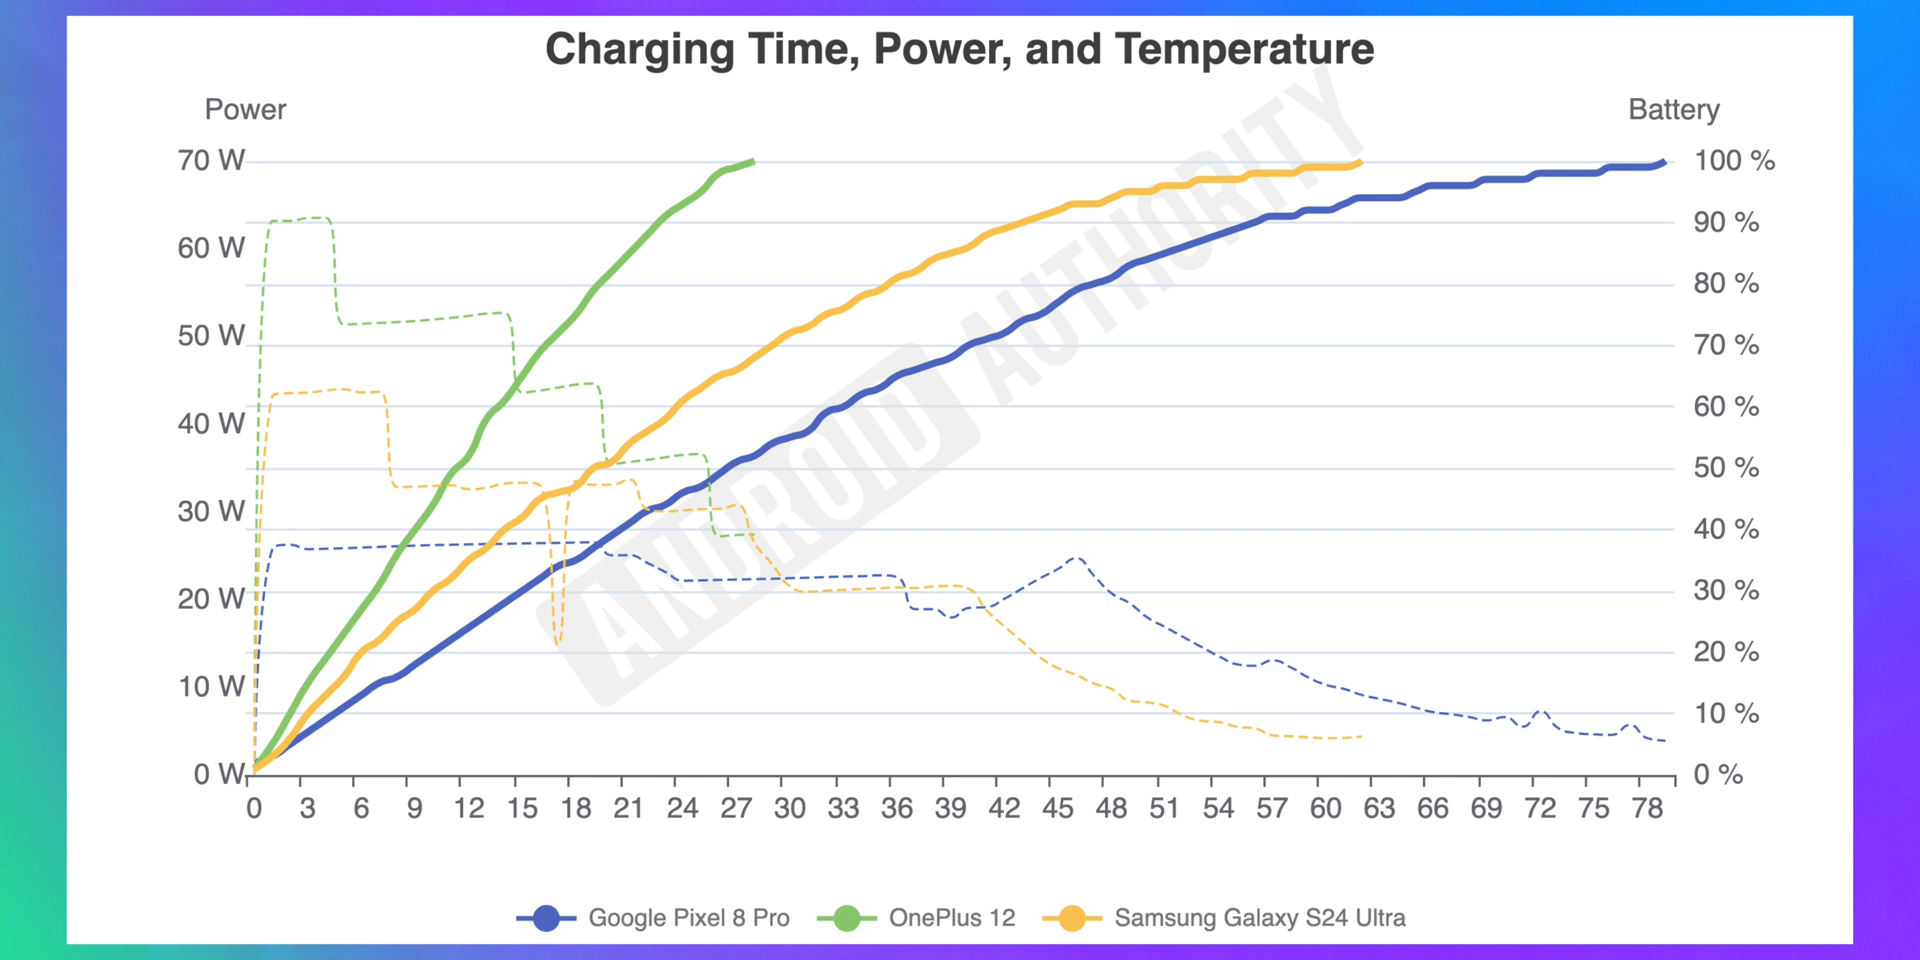 Charging Time, Power, and Temperature
Power Battery
70 W 100 %
90 %
60 W
80 %
50 W
70 %
40 W
60 %
50 %
30 W
40 %
20 W
30 %
20 %
10 W
10 %
0 W 0 %
0 3 6 9 12 15 18 21 24 27 30 33 36 39 42 45 48 51 54 57 60 63 66 69 72 75 78
ANDROID AUTHORITY
Google Pixel 8 Pro OnePlus 12 Samsung Galaxy S24 Ultra